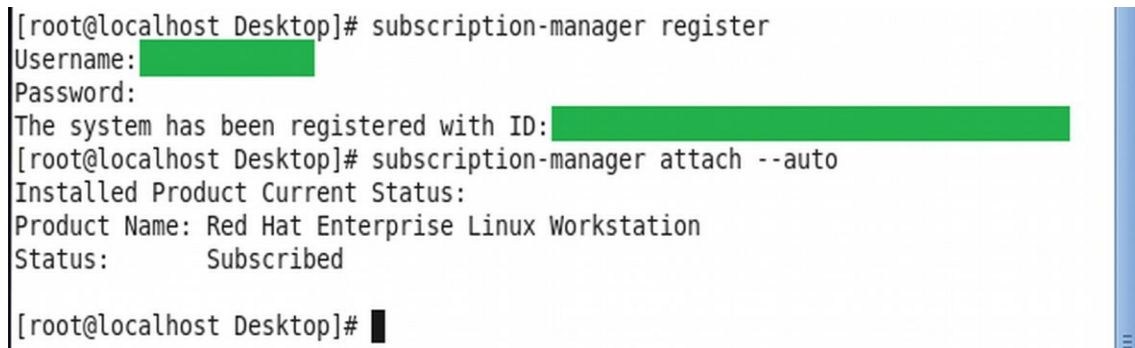 [root@localhost Desktop]# subscription-manager register
Username:
Password:
The system has been registered with ID:
[root@localhost Desktop]# subscription-manager attach --auto
Installed Product Current Status:
Product Name: Red Hat Enterprise Linux Workstation
Status:       Subscribed
[root@localhost Desktop]#